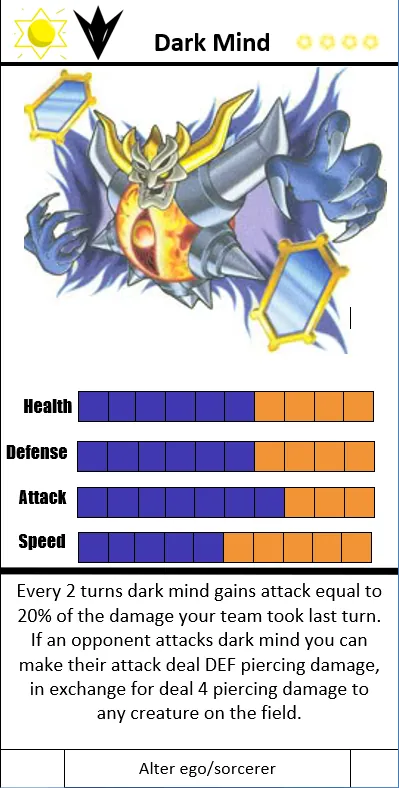 Dark Mind
Health
Defense
Attack
Speed
Every 2 turns dark mind gains attack equal to
20% of the damage your team took last turn.
If an opponent attacks dark mind you can
make their attack deal DEF piercing damage,
in exchange for deal 4 piercing damage to
any creature on the field.
Alter ego/sorcerer